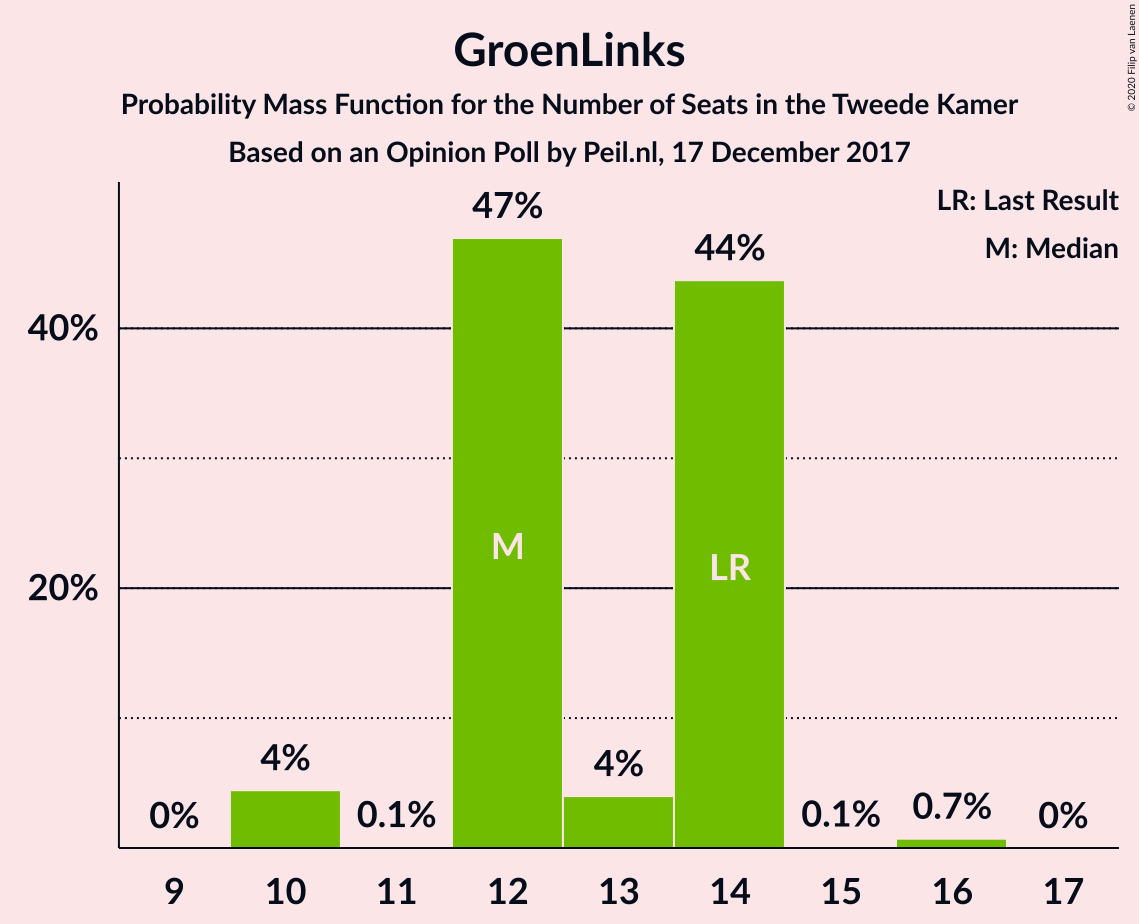 GroenLinks
Probability Mass Function for the Number of Seats in the Tweede Kamer
Based on an Opinion Poll by Peil.nl, 17 December 2017
© 2020 Filip van Laenen
LR: Last Result
M: Median
40%
20%
0%
4%
0.1%
47%
4%
44%
0.1%
0.7%
0%
M
LR
9 10 11 12 13 14 15 16 17